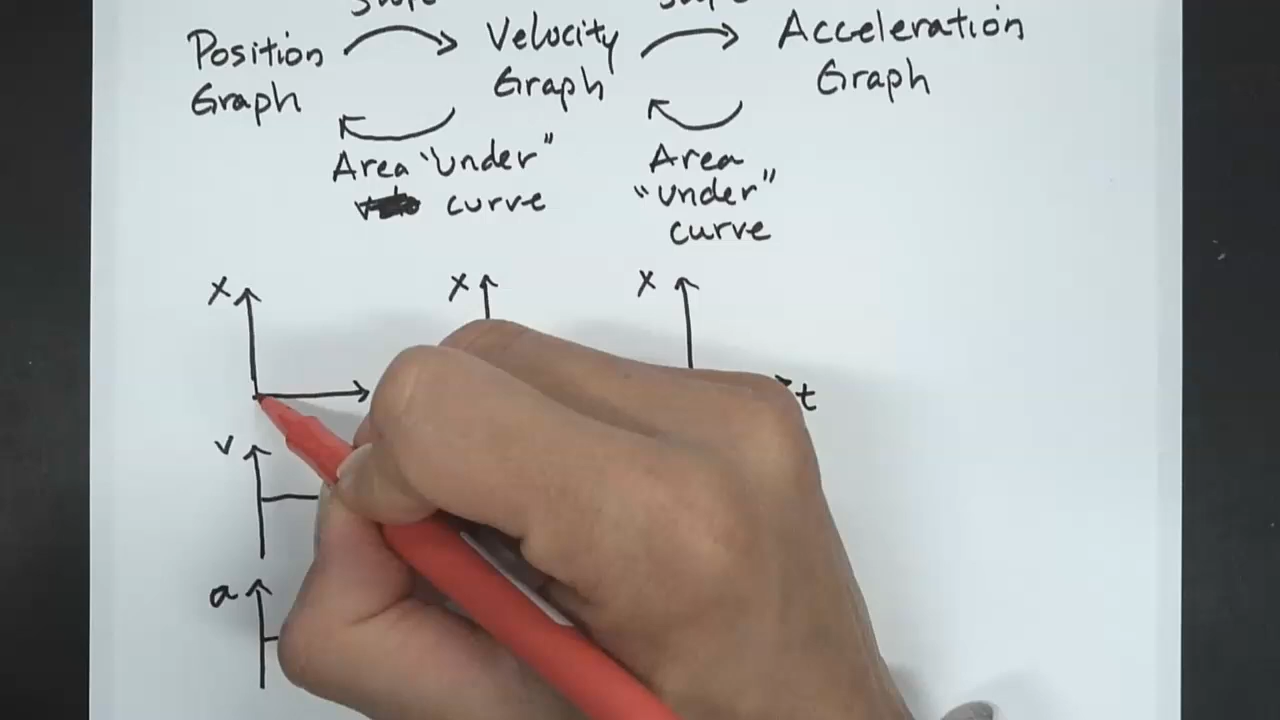 Position
Graph
Velocity
Graph
Acceleration
Graph
Area "under"
curve
Area
"under"
curve
x
x
x
t
v
a